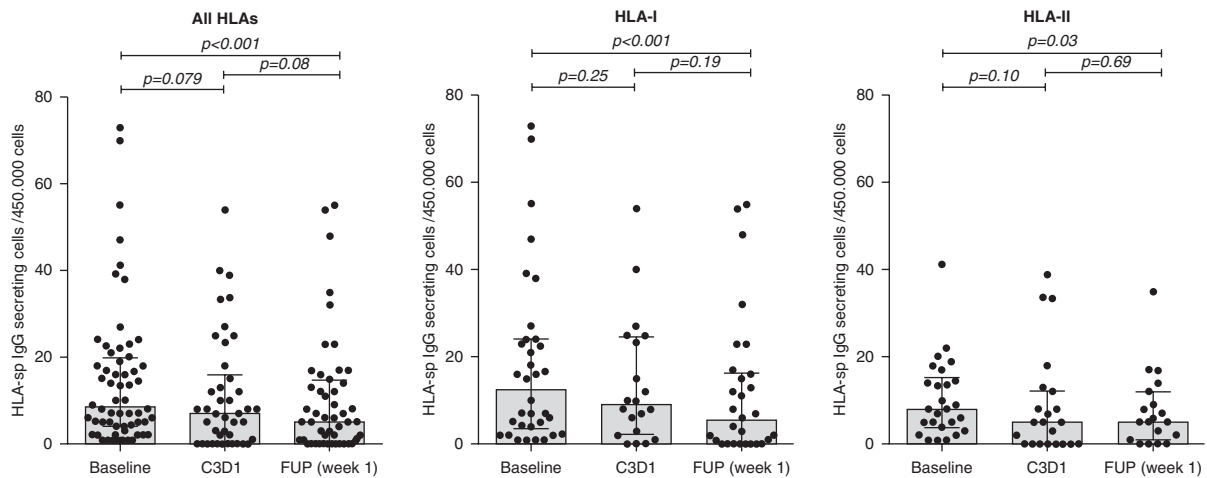 All HLAs
p<0.001
p=0.079
p=0.08
HLA-sp IgG secreting cells /450.000 cells
80
60
40
20
0
Baseline
C3D1
FUP (week 1)
HLA-I
p<0.001
p=0.25
p=0.19
HLA-sp IgG secreting cells /450.000 cells
80
60
40
20
0
Baseline
C3D1
FUP (week 1)
HLA-II
p=0.03
p=0.10
p=0.69
HLA-sp IgG secreting cells /450.000 cells
80
60
40
20
0
Baseline
C3D1
FUP (week 1)